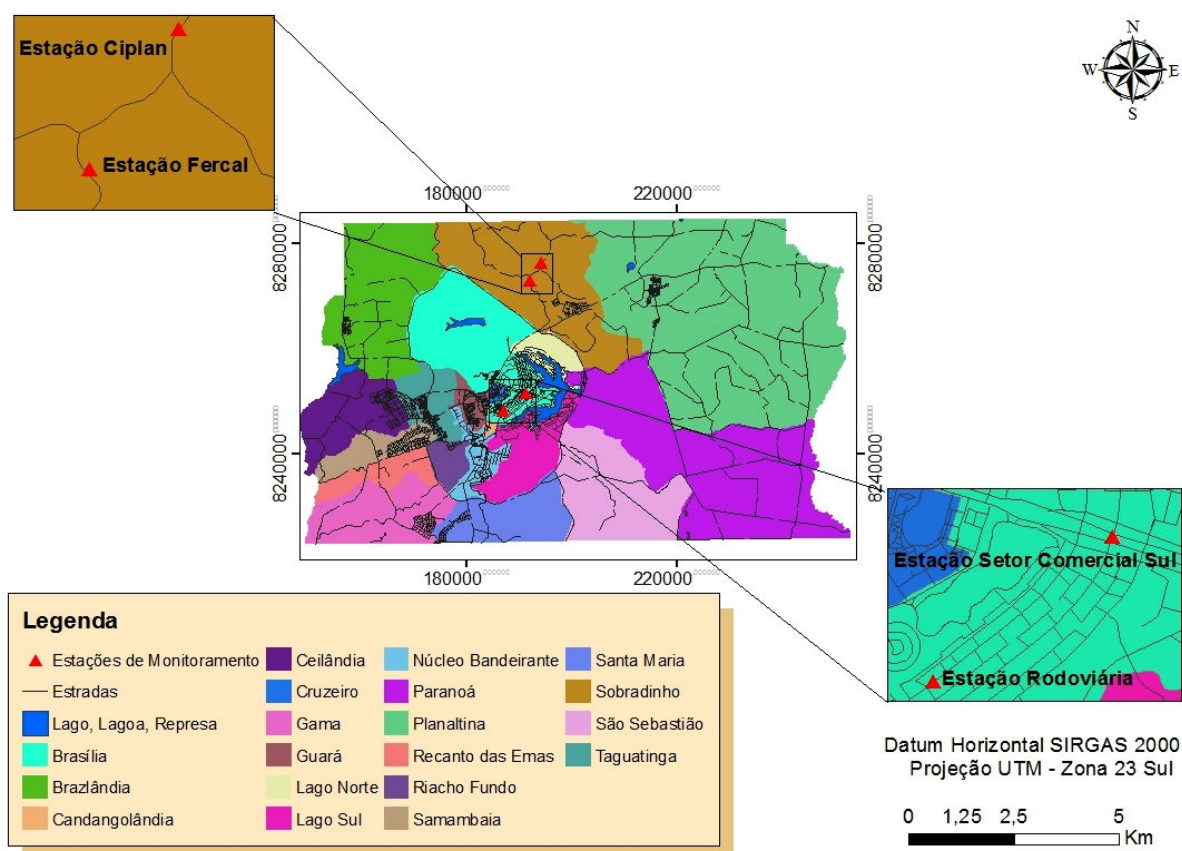 Estação Ciplan
Estação Fercal
N
W E
S
180000 220000
8280000 8280000
8240000 8240000
180000 220000
Estação Setor Comercial Sul
Estação Rodoviária
Legenda
Estações de Monitoramento
Estradas
Lago, Lagoa, Represa
Brasília
Brazlândia
Candangolândia
Ceilândia
Cruzeiro
Gama
Guará
Lago Norte
Lago Sul
Núcleo Bandeirante
Paranoá
Planaltina
Recanto das Emas
Riacho Fundo
Samambaia
Santa Maria
Sobradinho
São Sebastião
Taguatinga
Datum Horizontal SIRGAS 2000
Projeção UTM - Zona 23 Sul
0 1,25 2,5 5
Km